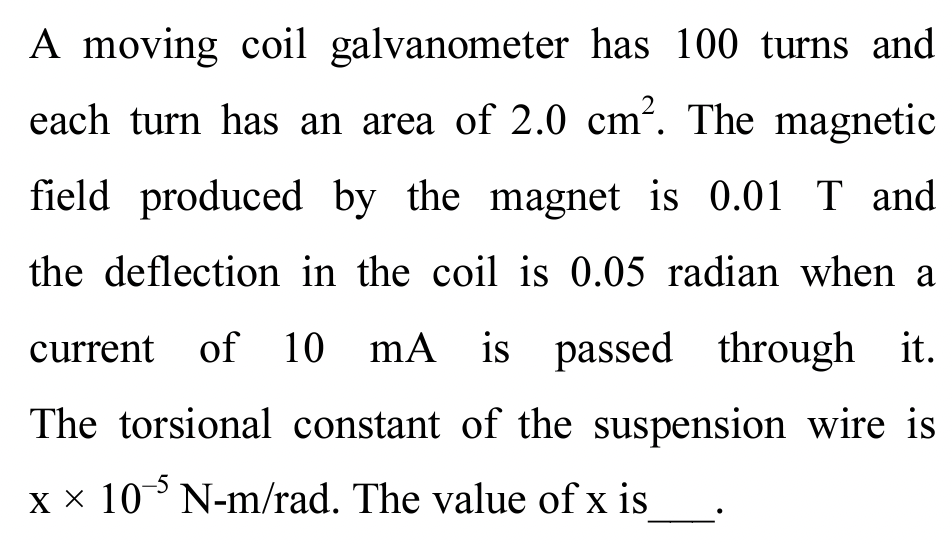 A moving coil galvanometer has 100 turns and
each turn has an area of 2.0 cm². The magnetic
field produced by the magnet is 0.01 T and
the deflection in the coil is 0.05 radian when a
current of 10 mA is passed through it.
The torsional constant of the suspension wire is
x × 10⁻⁵ N-m/rad. The value of x is___.